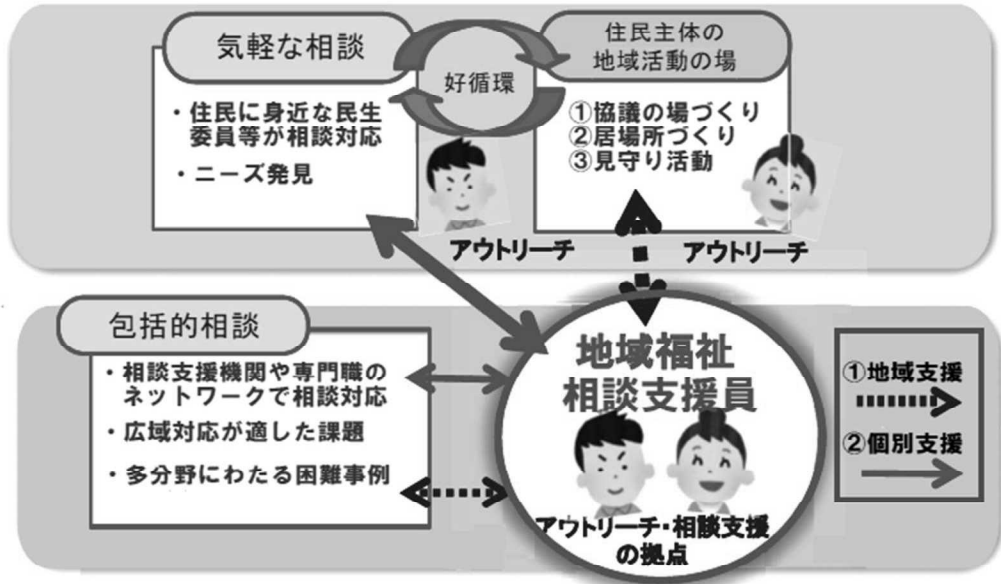 気軽な相談
・住民に身近な民生
委員等が相談対応
・ニーズ発見
好循環
住民主体の
地域活動の場
①協議の場づくり
②居場所づくり
③見守り活動
アウトリーチ
アウトリーチ
包括的相談
・相談支援機関や専門職の
ネットワークで相談対応
・広域対応が適した課題
・多分野にわたる困難事例
地域福祉
相談支援員
アウトリーチ・相談支援
の拠点
①地域支援
②個別支援